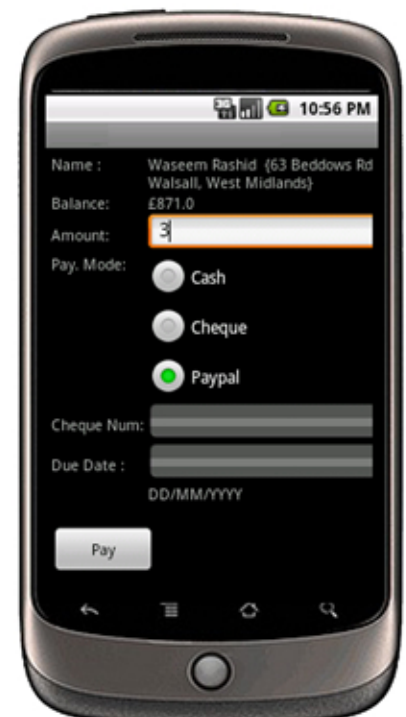 10:56 PM
Name : Waseem Rashid {63 Beddows Rd
Walsall, West Midlands}
Balance: £871.0
Amount: 3
Pay. Mode: Cash
Cheque
Paypal
Cheque Num:
Due Date :
DD/MM/YYYY
Pay